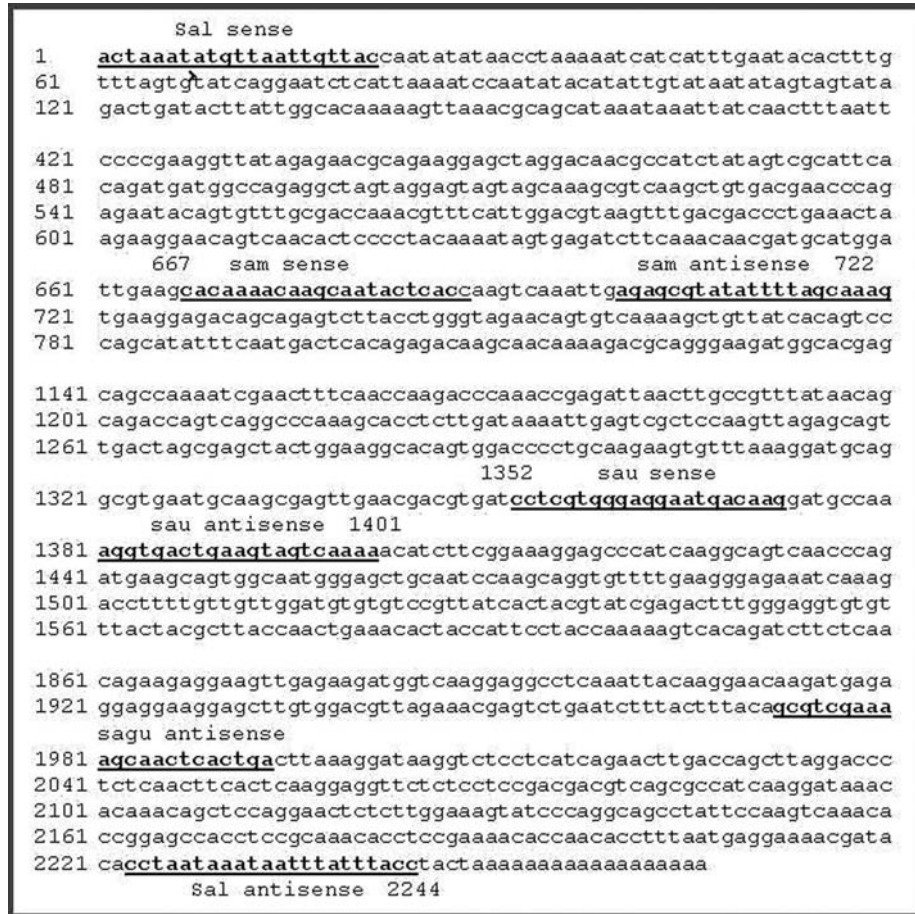 Sal sense
1 actaaatatgttaattgttaccaatatataacctaaaaatcatcatttgaatacactttg
61 tttagtgtatcaggaatctcattaaaatccaatatacatattgtataatatagtagtata
121 gactgatacttattggcacaaaaagttaaacgcagcataaataaattatcaactttaatt
421 ccccgaaggttatagagaacgcagaaggagctaggacaacgccatctatagtcgcattca
481 cagatgatggccagaggctagtaggagtagtagcaaagcgtcaagctgtgacgaacccag
541 agaatacagtgtttgcgaccaaacgtttcattggacgtaagtttgacgaccctgaaacta
601 agaaggaacagtcaacactcccctacaaaatagtgagatcttcaaacaacgatgcatgga
667 sam sense sam antisense 722
661 ttgaagcacaaaacaagcaatactcaccaagtcaaattgagagcgtatattttagcaaag
721 tgaaggagacagcagagtcttacctgggtagaacagtgtcaaaagctgttatcacagtcc
781 cagcatatttcaatgactcacagagacaagcaacaaaagacgcagggaagatggcacgag
1141 cagccaaaatcgaactttcaaccaagacccaaaccgagattaacttgccgtttataacag
1201 cagaccagtcaggcccaaagcacctcttgataaaattgagtcgctccaagttagagcagt
1261 tgactagcgagctactggaaggcacagtggacccctgcaagaagtgtttaaaggatgcag
1352 sau sense
1321 gcgtgaatgcaagcgagttgaacgacgtgatcctcgtgggaggaatgacaaggatgccaa
sau antisense 1401
1381 aggtgactgaagtagtcaaaaacatcttcggaaaggagcccatcaaggcagtcaacccag
1441 atgaagcagtggcaatgggagctgcaatccaagcaggtgttttgaagggagaaatcaaag
1501 accttttgttgttggatgtgtgtccgttatcactacgtatcgagactttgggaggtgtgt
1561 ttactacgcttaccaactgaaacactaccattcctaccaaaaagtcacagatcttctcaa
1861 cagaagaggaagttgagaagatggtcaaggaggcctcaaattacaaggaacaagatgaga
1921 ggaggaaggagcttgtggacgttagaaacgagtctgaatctttactttacagcgtcgaaa
sagu antisense
1981 agcaactcactgacttaaaggataaggtctcctcatcagaacttgaccagcttaggaccc
2041 tctcaacttcactcaaggaggttctctcctccgacgacgtcagcgccatcaaggataaac
2101 acaaacagctccaggaactctcttggaaagtatcccaggcagcctattccaagtcaaaca
2161 ccggagccacctccgcaaacacctccgaaaacaccaacacctttaatgaggaaaacgata
2221 cacctaataaataatttatttacctactaaaaaaaaaaaaaaaaaa
Sal antisense 2244